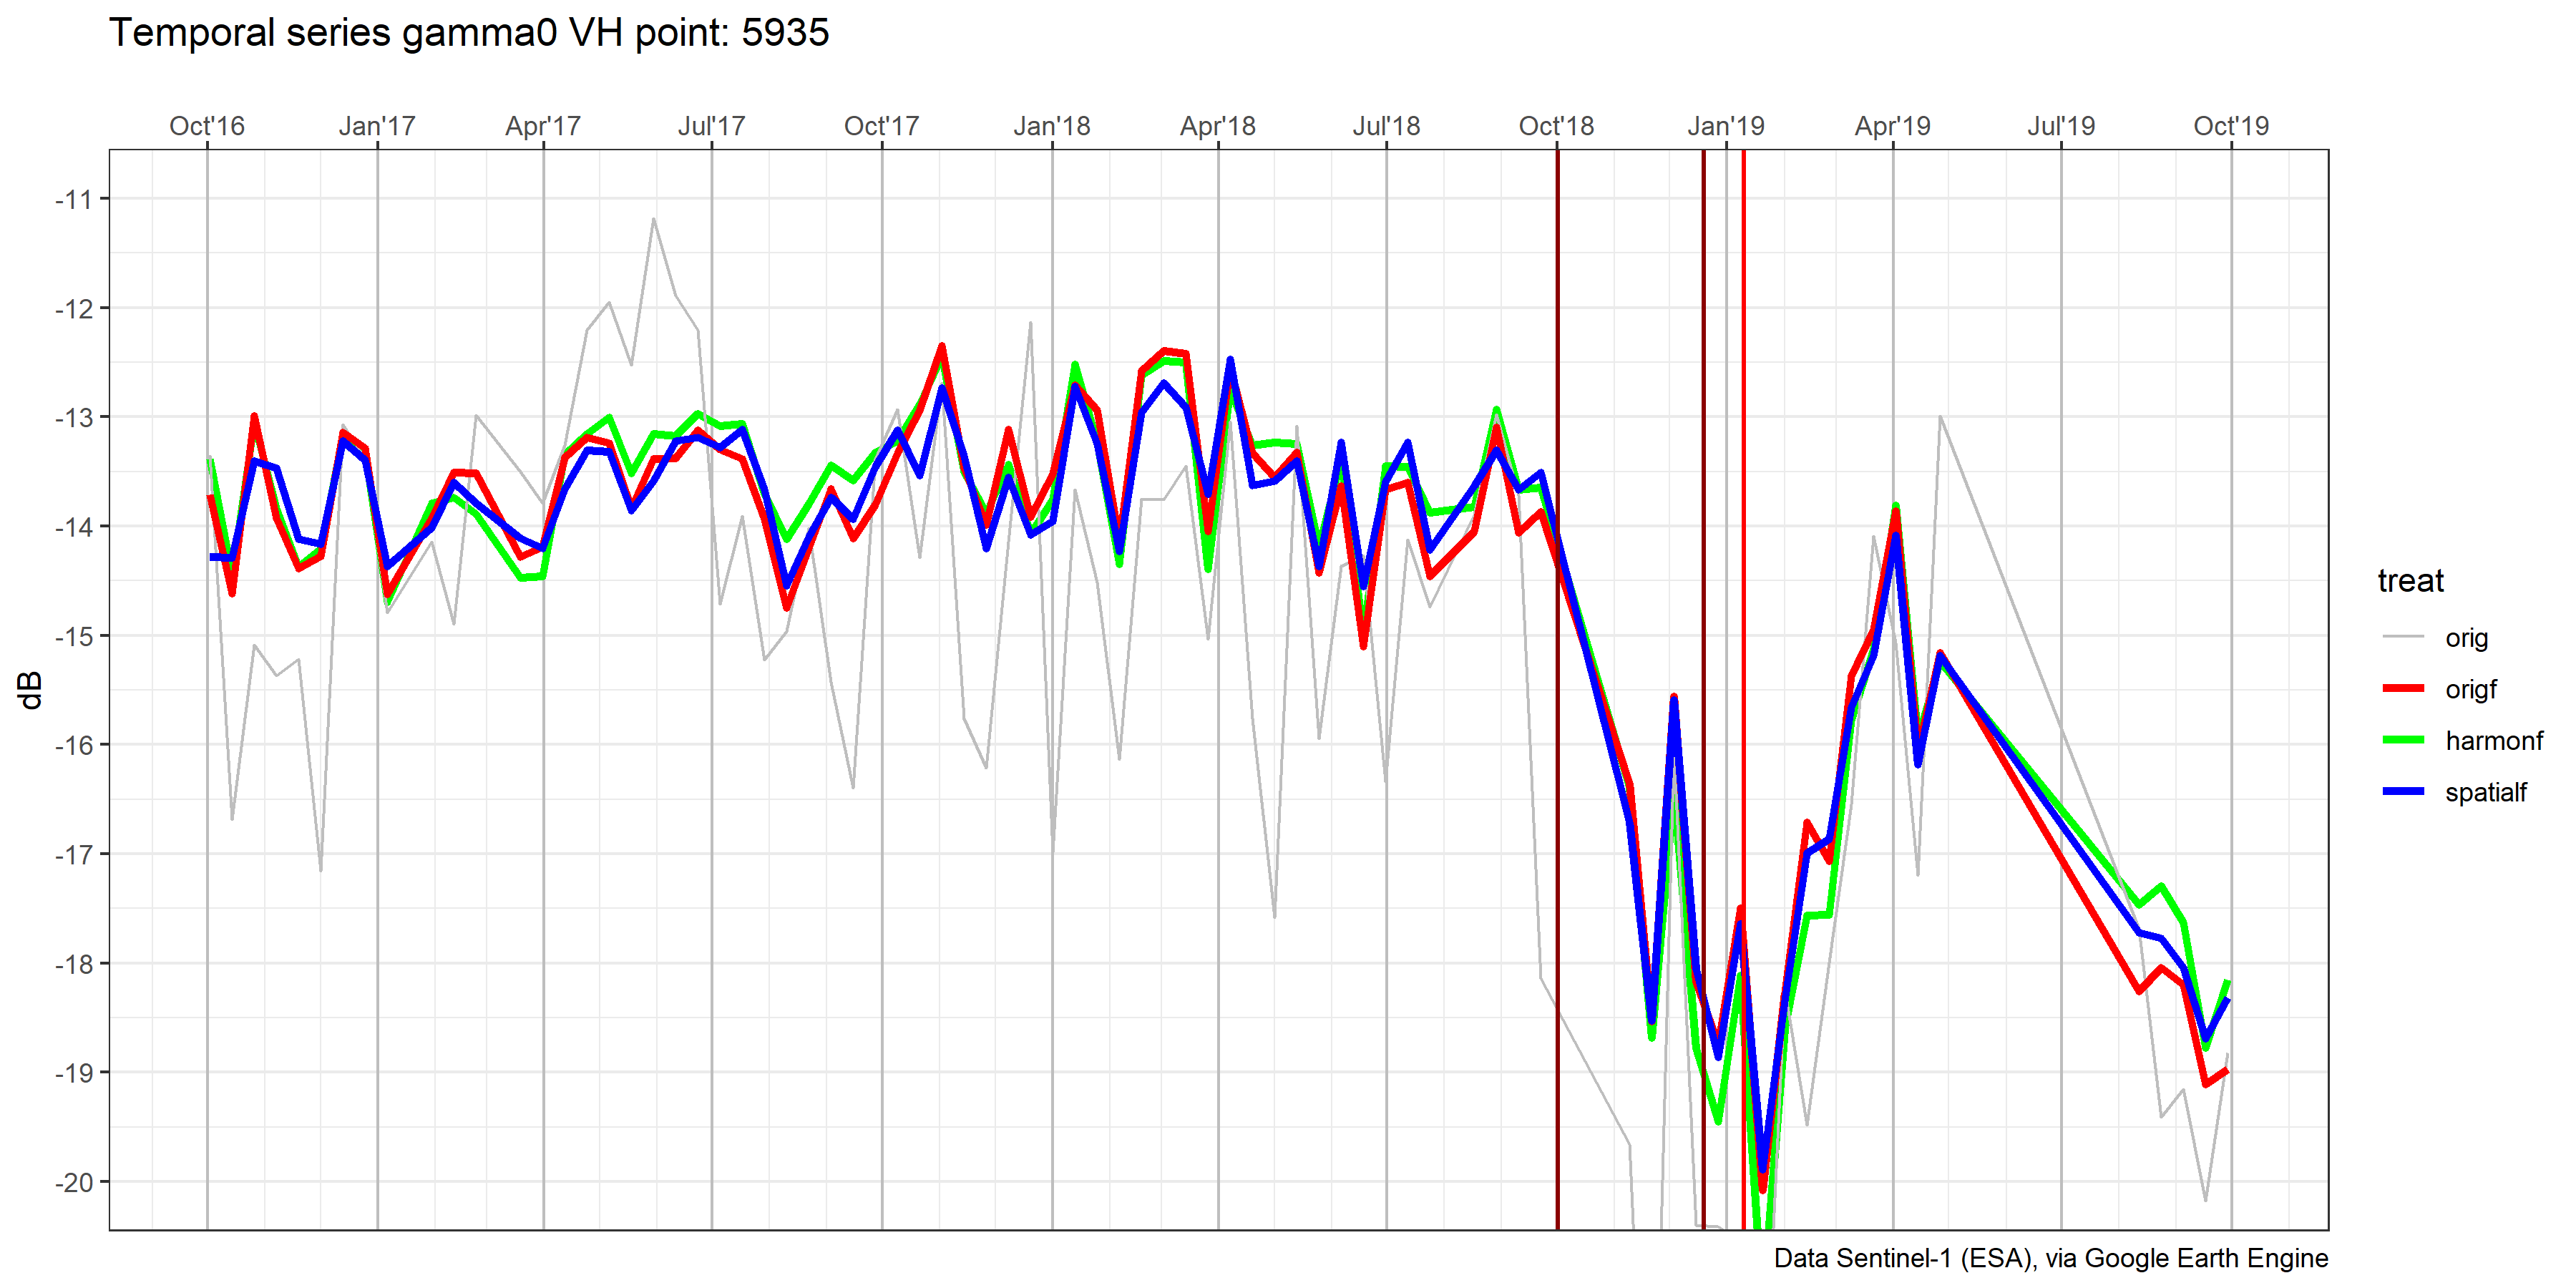 Temporal series gamma0 VH point: 5935
Oct'16 Jan'17 Apr'17 Jul'17 Oct'17 Jan'18 Apr'18 Jul'18 Oct'18 Jan'19 Apr'19 Jul'19 Oct'19
-11
-12
-13
-14
-15
-16
-17
-18
-19
-20
dB
treat
orig
origf
harmonf
spatialf
Data Sentinel-1 (ESA), via Google Earth Engine